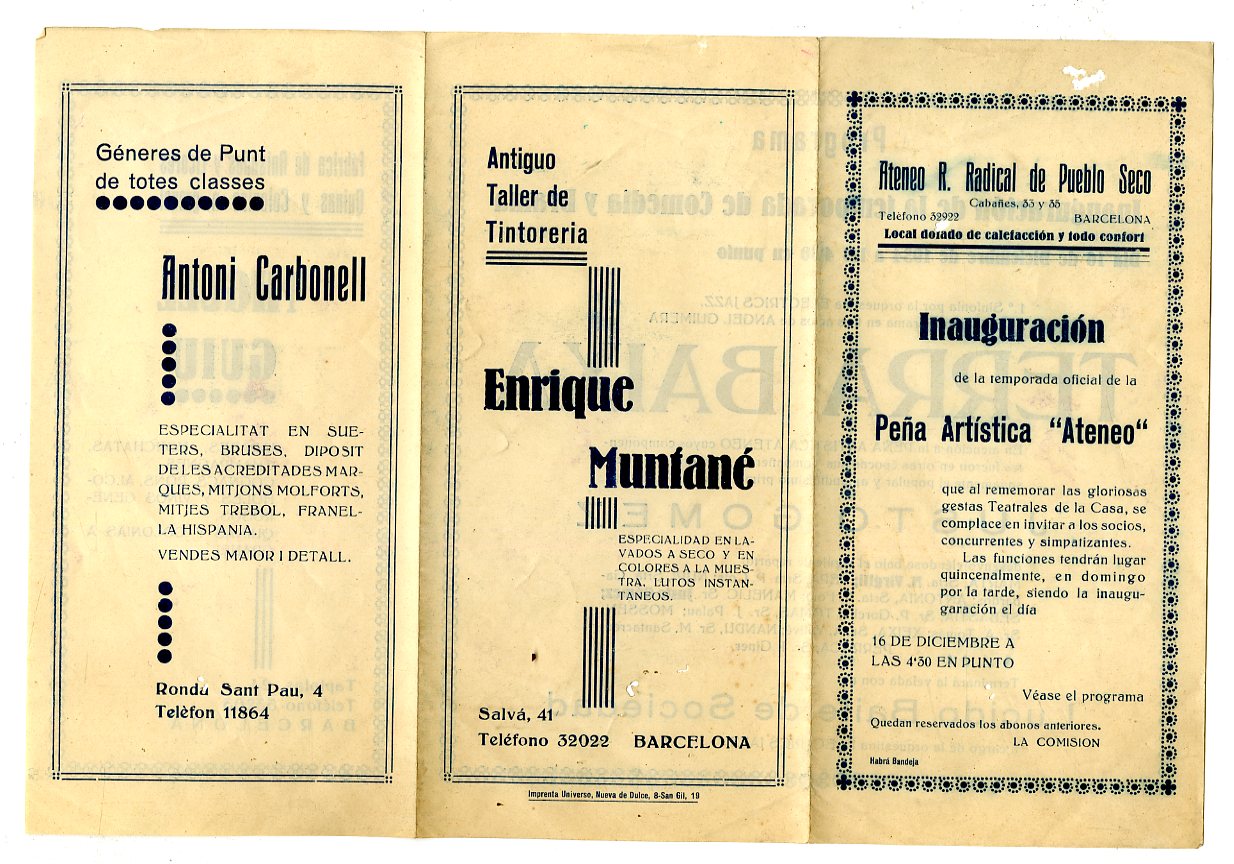 Géneres de Punt
de totes classes
Antoni Carbonell
ESPECIALITAT EN SUE-
TERS, BRUSES, DIPOSIT
DE LES ACREDITADES MAR-
QUES, MITJONS MOLFORTS,
MITJES TREBOL, FRANEL-
LA HISPANIA.
VENDES MAIOR I DETALL.
Ronda Sant Pau, 4
Telèfon 11864
Antiguo
Taller de
Tintoreria
Enrique
Muntané
ESPECIALIDAD EN LA-
VADOS A SECO Y EN
COLORES A LA MUES-
TRA. LUTOS INSTAN-
TÁNEOS.
Salvá, 41
Teléfono 32022 BARCELONA
Imprenta Universo, Nueva de Dulce, 8-San Gil, 19
Ateneo R. Radical de Pueblo Seco
Cabañes, 33 y 35
Teléfono 32922 BARCELONA
Local dotado de calefacción y todo confort
Inauguración
de la temporada oficial de la
Peña Artística "Ateneo"
que al rememorar las gloriosas
gestas Teatrales de la Casa, se
complace en invitar a los socios,
concurrentes y simpatizantes.
Las funciones tendrán lugar
quincenalmente, en domingo
por la tarde, siendo la inaugu-
garación el día
16 DE DICIEMBRE A
LAS 4'30 EN PUNTO
Véase el programa
Quedan reservados los abonos anteriores.
LA COMISION
Habrá Bandeja